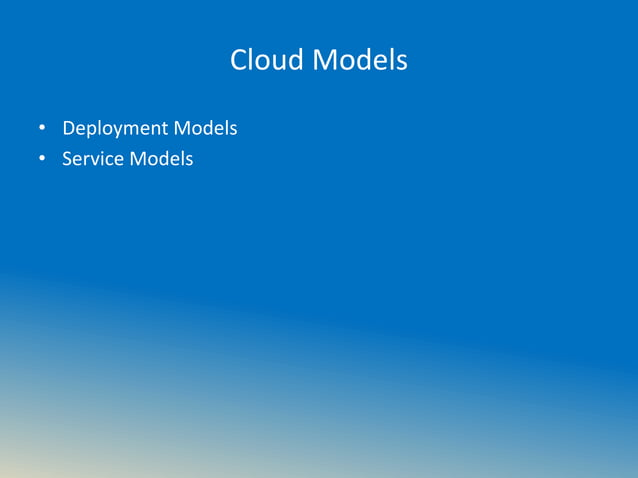 Cloud Models
• Deployment Models
• Service Models